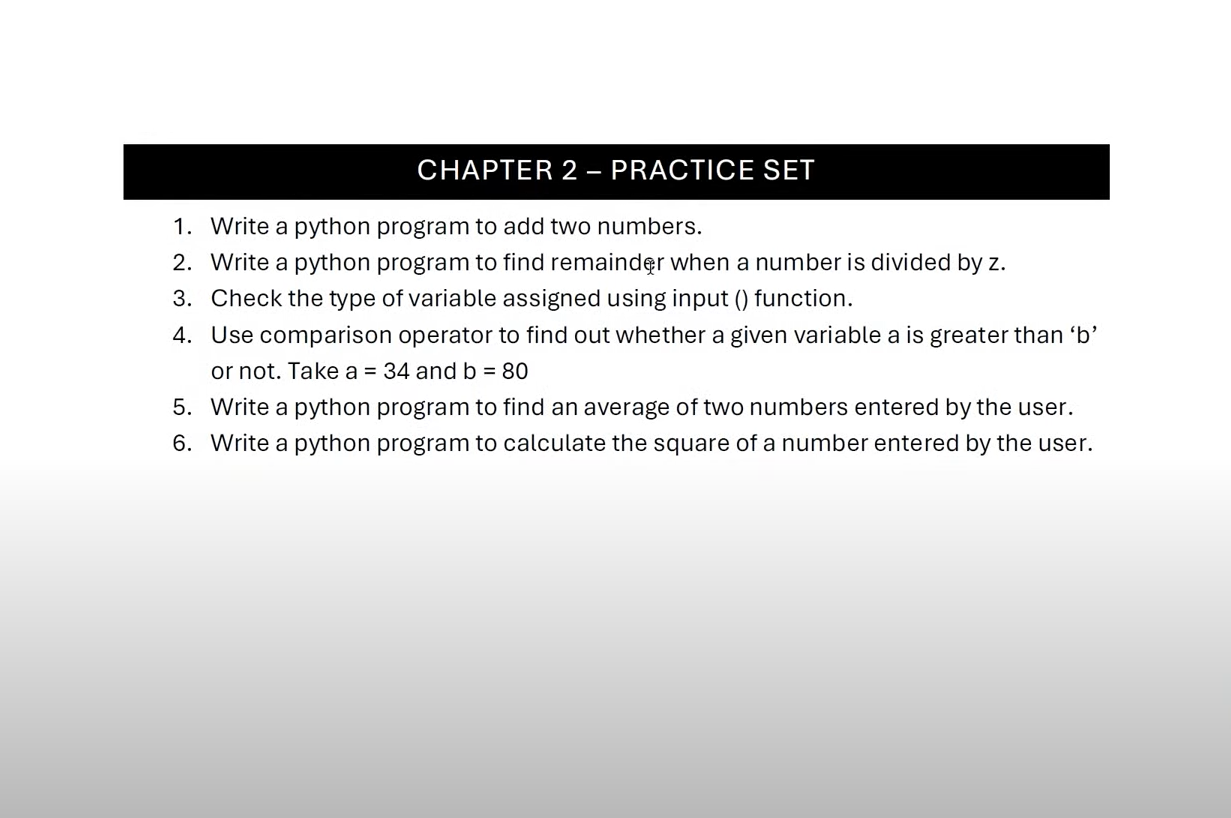 CHAPTER 2 – PRACTICE SET
1. Write a python program to add two numbers.
2. Write a python program to find remainder when a number is divided by z.
3. Check the type of variable assigned using input () function.
4. Use comparison operator to find out whether a given variable a is greater than ‘b’
or not. Take a = 34 and b = 80
5. Write a python program to find an average of two numbers entered by the user.
6. Write a python program to calculate the square of a number entered by the user.